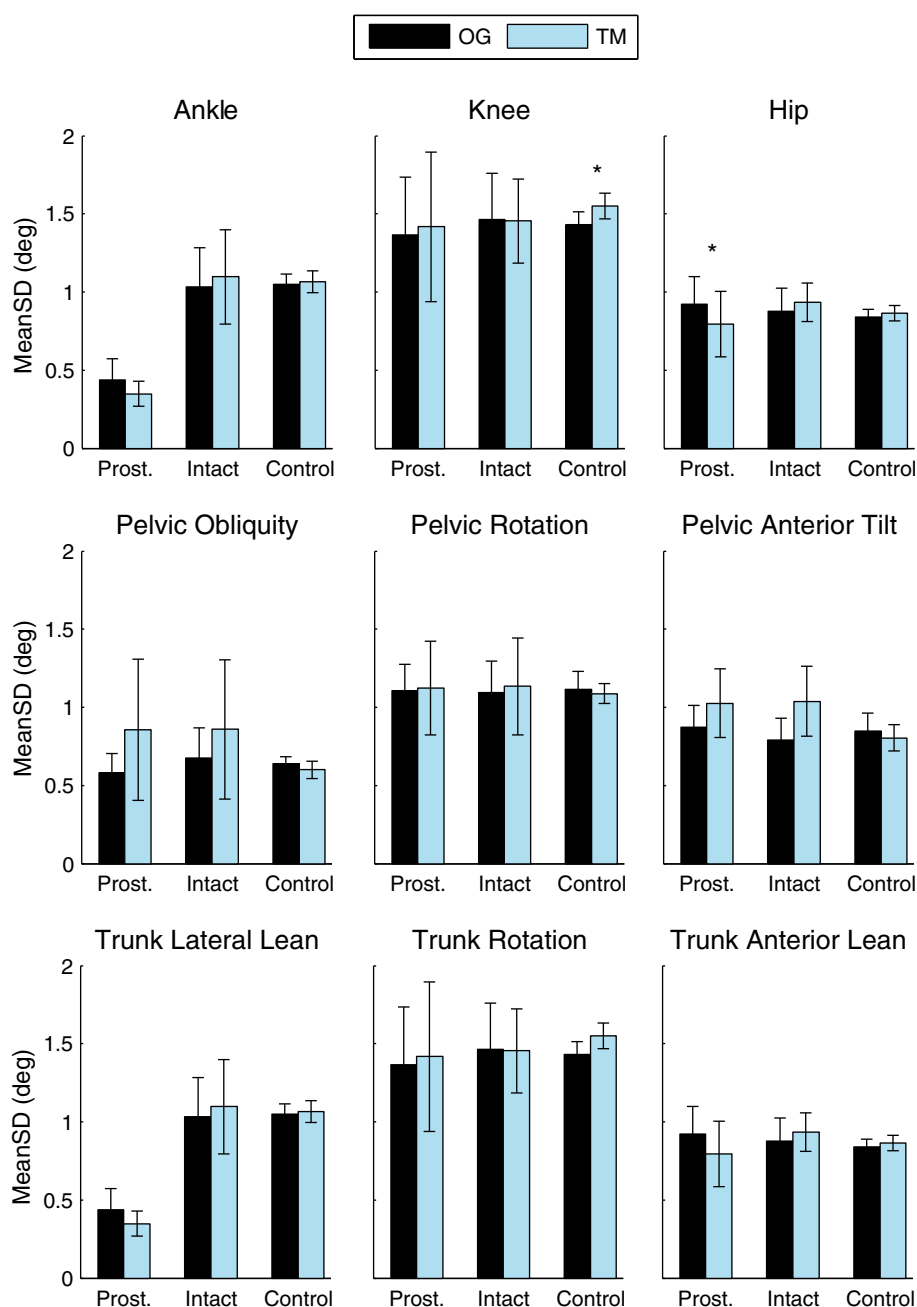 OG TM
Ankle Knee Hip
2
1.5
1
0.5
0
MeanSD (deg)
* *
Prost. Intact Control Prost. Intact Control Prost. Intact Control
Pelvic Obliquity Pelvic Rotation Pelvic Anterior Tilt
2
1.5
1
0.5
0
MeanSD (deg)
Prost. Intact Control Prost. Intact Control Prost. Intact Control
Trunk Lateral Lean Trunk Rotation Trunk Anterior Lean
2
1.5
1
0.5
0
MeanSD (deg)
Prost. Intact Control Prost. Intact Control Prost. Intact Control